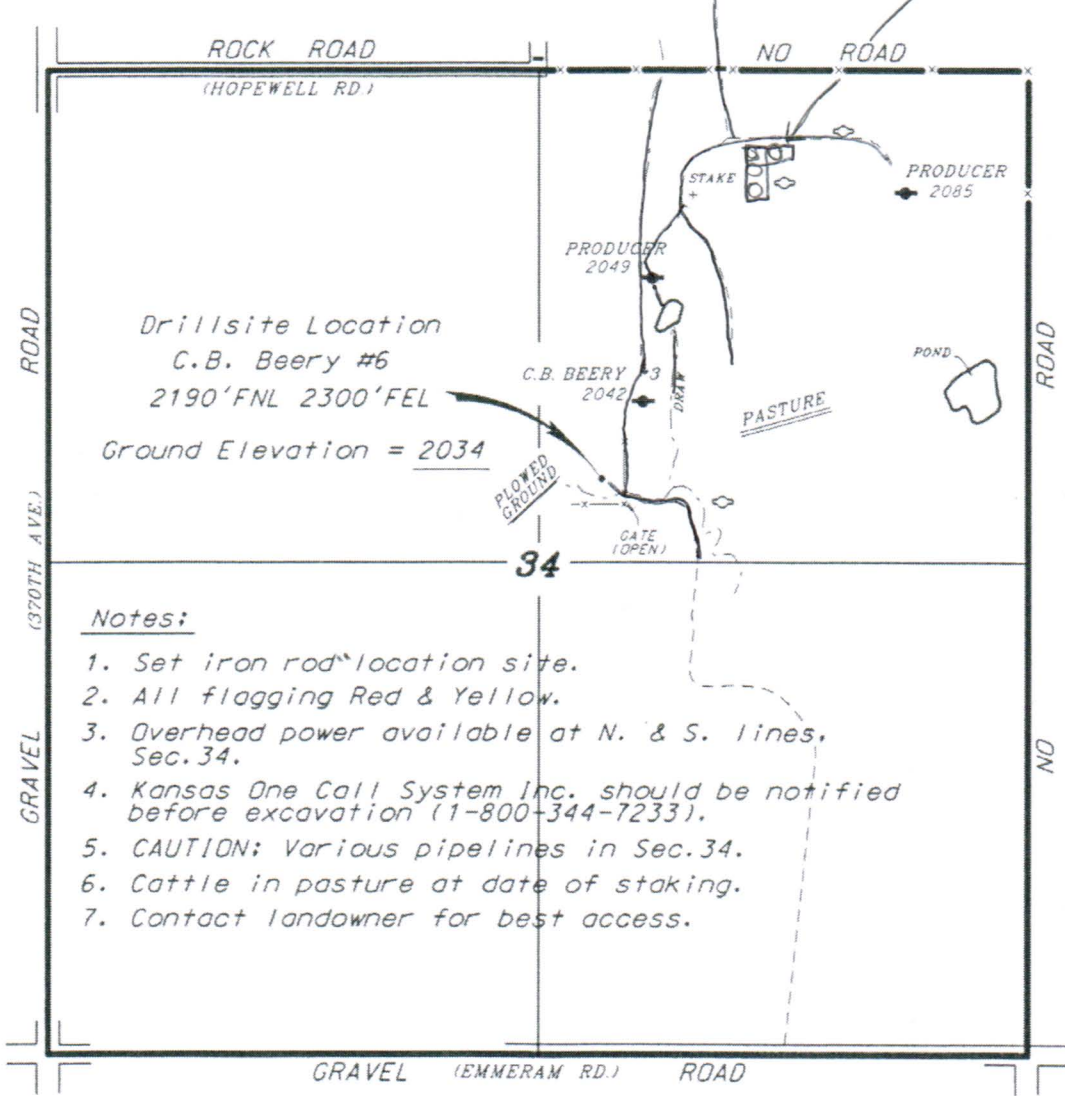 ROCK ROAD
NO ROAD
(HOPEWELL RD.)
STAKE
PRODUCER
2085
PRODUCER
2049
Drillsite Location
C.B. Beery #6
2190'FNL 2300'FEL
Ground Elevation = 2034
C.B. BEERY 3
2042
DRAW
PASTURE
POND
PLOWED
GROUND
GATE
(OPEN)
34
ROAD
(370TH AVE.)
GRAVEL
ROAD
NO
Notes:
1. Set iron rod location site.
2. All flagging Red & Yellow.
3. Overhead power available at N. & S. lines,
Sec.34.
4. Kansas One Call System Inc. should be notified
before excavation (1-800-344-7233).
5. CAUTION: Various pipelines in Sec.34.
6. Cattle in pasture at date of staking.
7. Contact landowner for best access.
GRAVEL (EMMERAM RD.) ROAD